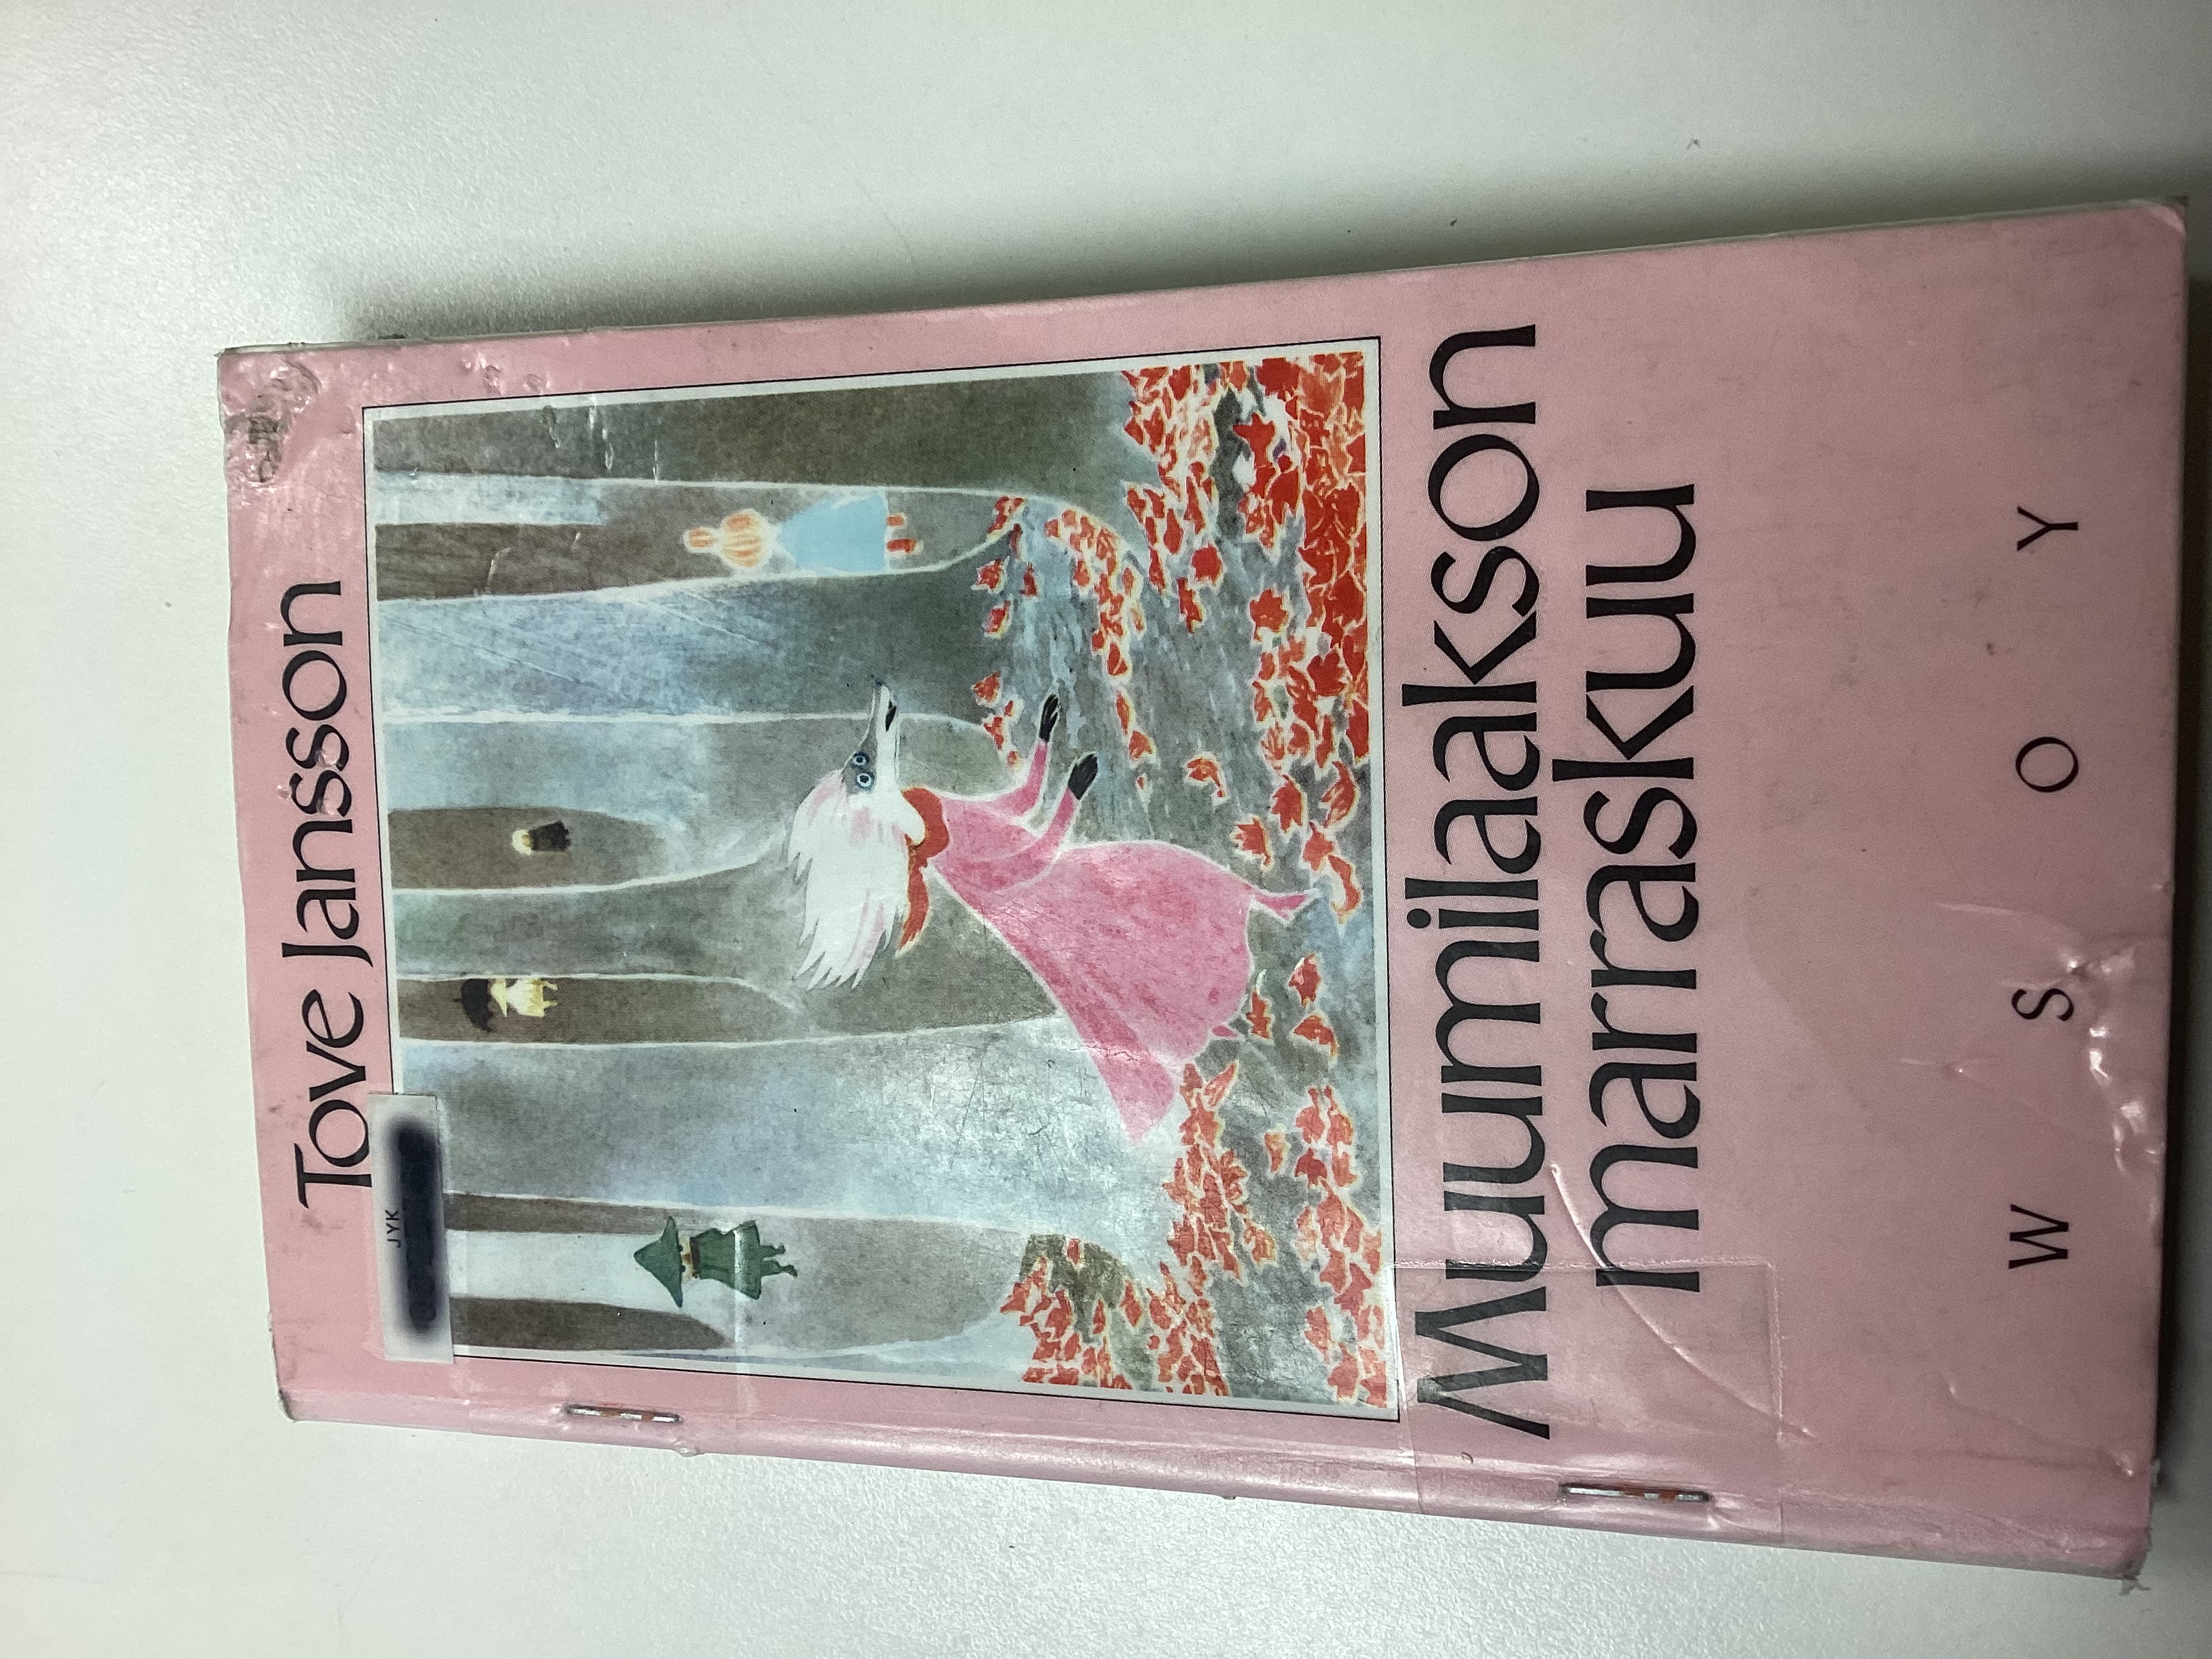 Tove Jansson
JYK
Muumilaakson
marraskuu
W S O Y